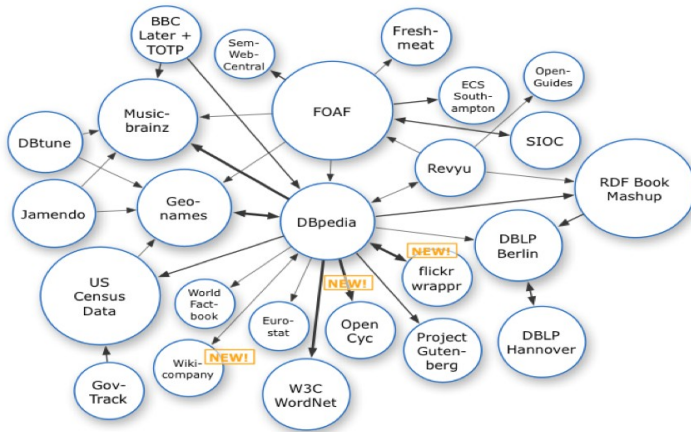 BBC
Later +
TOTP
Sem-
Web-
Central
Fresh-
meat
FOAF
ECS
South-
ampton
Open-
Guides
Music-
brainz
SIOC
DBtune
Revyu
RDF Book
Mashup
Jamendo
Geo-
names
DBpedia
DBLP
Berlin
NEW!
flickr
wrappr
US
Census
Data
World
Fact-
book
NEW!
Euro-
stat
Open
Cyc
Project
Guten-
berg
DBLP
Hannover
Wiki-
company
NEW!
Gov-
Track
W3C
WordNet